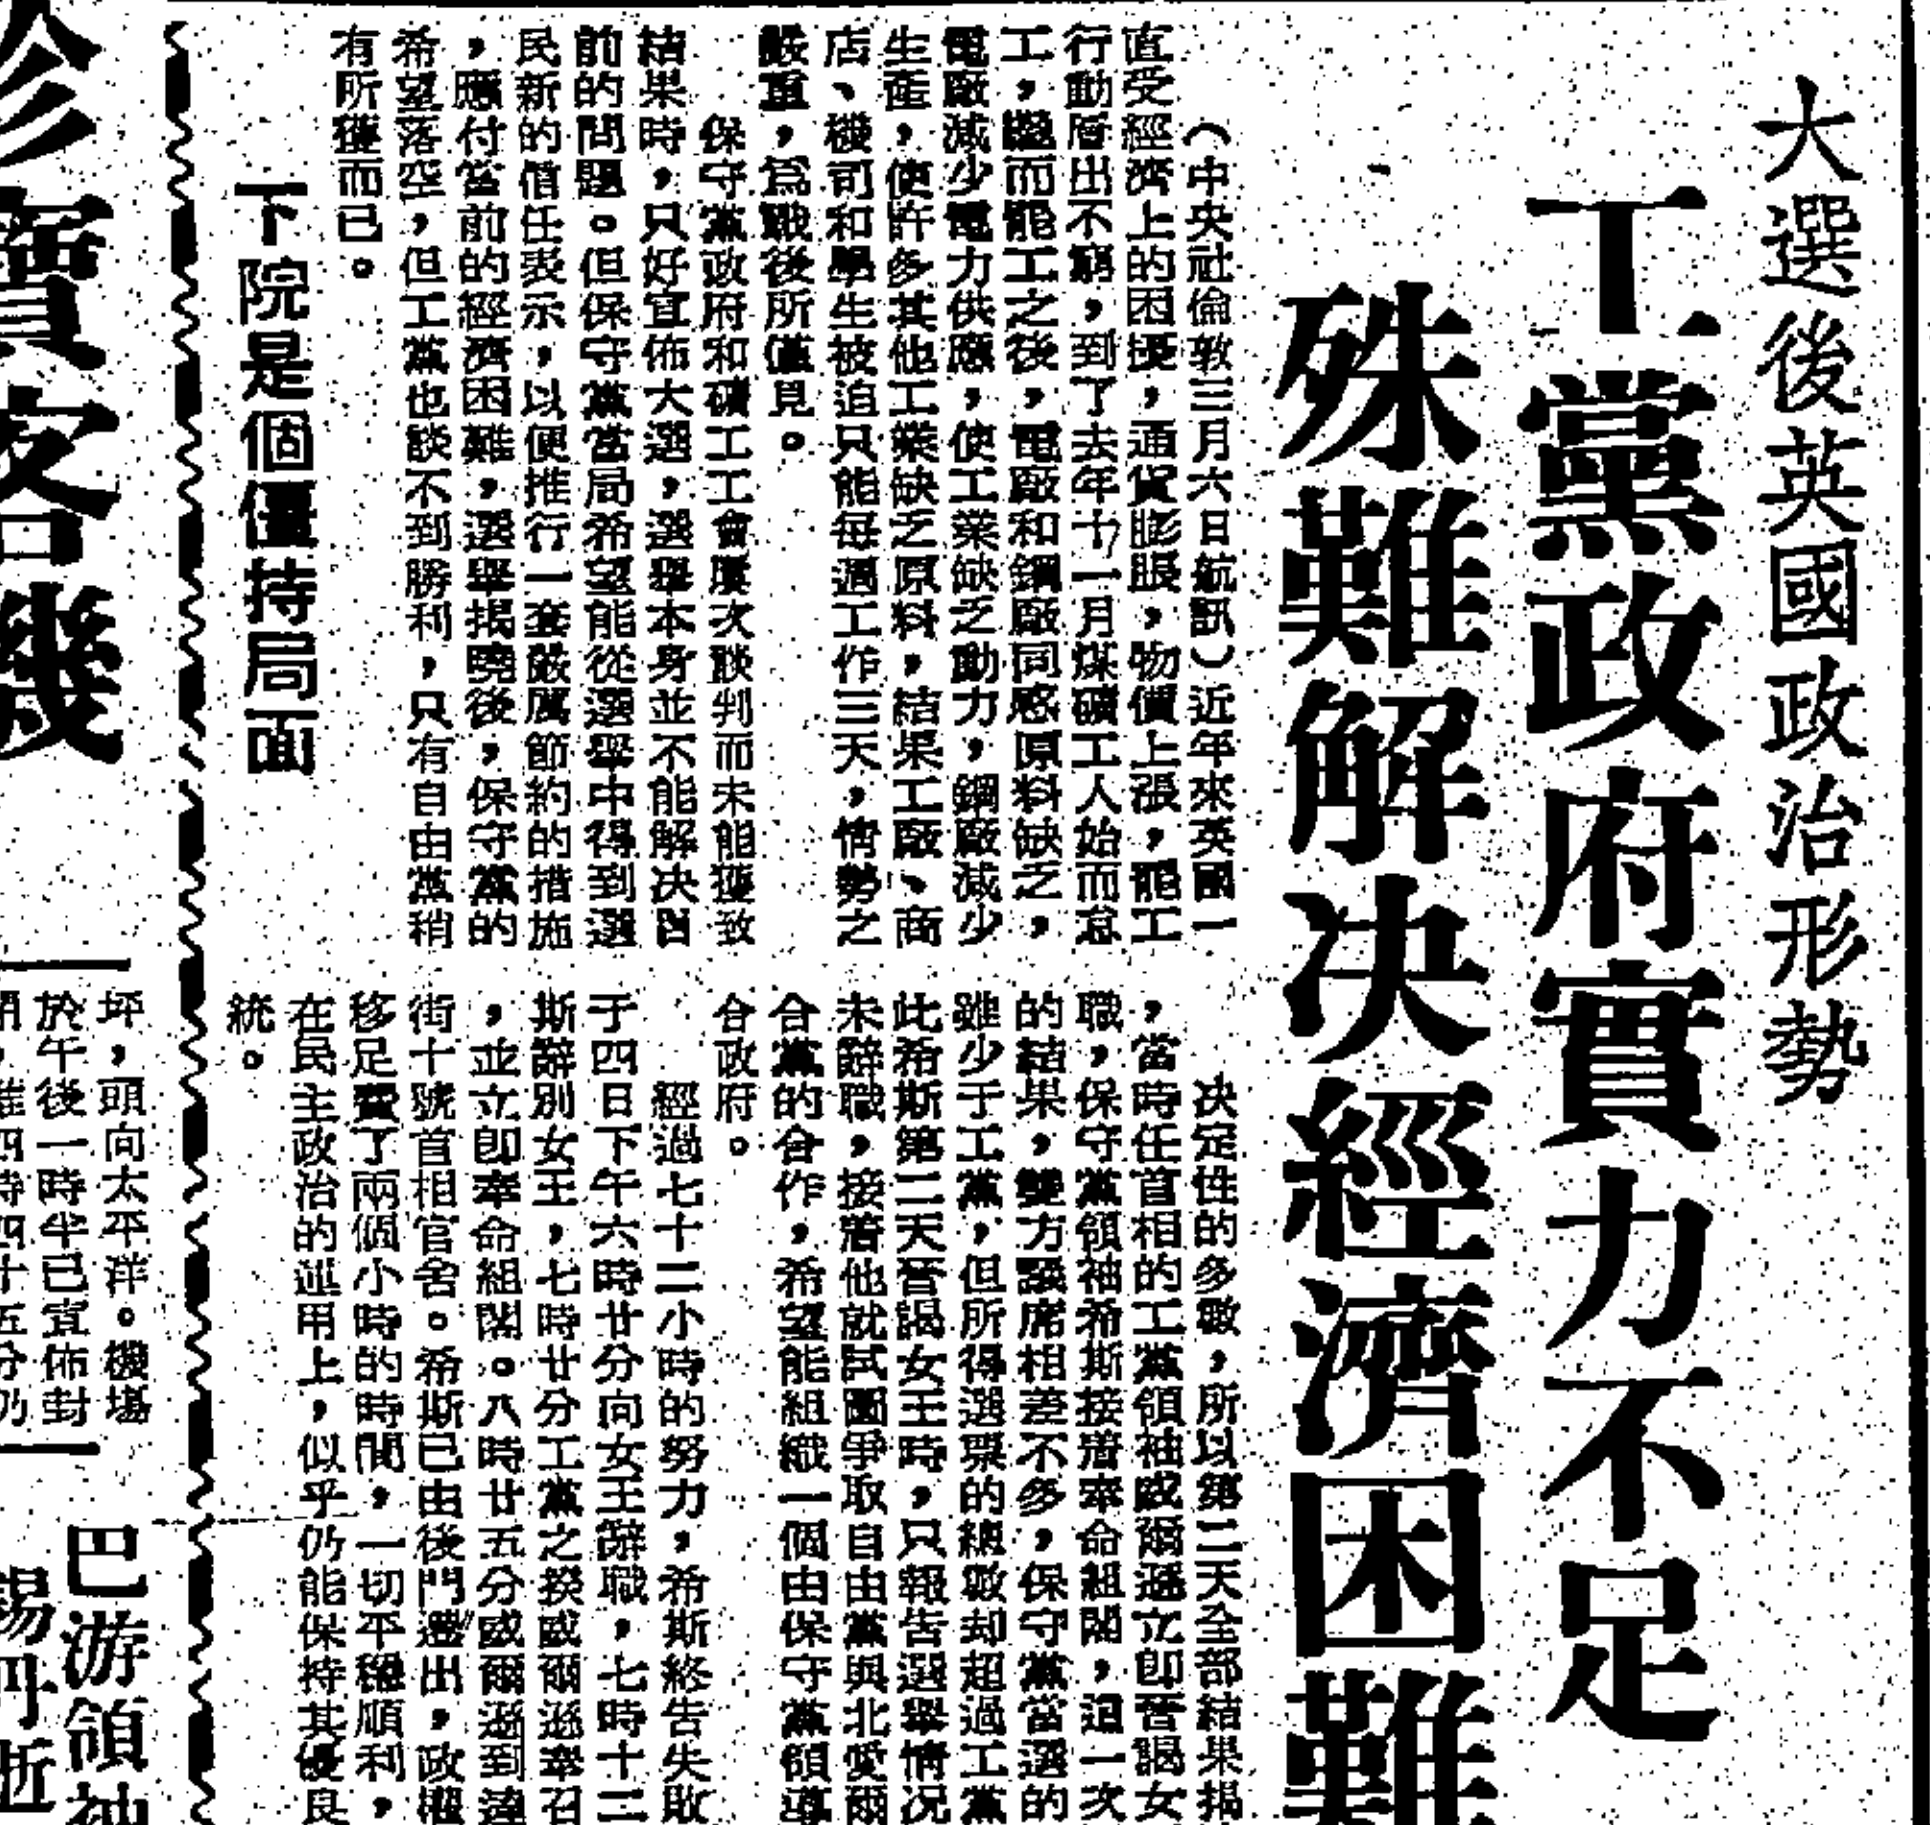 大選後英國政治形勢
工黨政府實力不足
殊難解決經濟困難
（中央社倫敦三月六日航訊）近年來英國一
直受經濟上的困擾，通貨膨脹，物價上漲，罷工
行動層出不窮，到了去年十一月煤礦工人始而怠
工，繼而罷工之後，電廠和鋼廠同感原料缺乏，
電廠減少電力供應，使工業缺乏動力，鋼廠減少
生產，使許多其他工業缺乏原料，結果工廠、商
店、機司和學生被迫只能每週工作三天，情勢之
嚴重，為戰後所僅見。
保守黨政府和礦工工會屢次談判而未能獲致
結果時，只好宣佈大選，選舉本身並不能解決目
前的問題。但保守黨當局希望能從選舉中得到選
民新的信任表示，以便推行一套嚴厲節約的措施
，應付當前的經濟困難，選舉揭曉後，保守黨的
希望落空，但工黨也談不到勝利，只有自由黨稍
有所獲而已。
下院是個僵持局面
決定性的多數，所以第二天全部結果揭
，當時任首相的工黨領袖威爾遜立即晉謁女
職，保守黨領袖希斯接着奉命組閣，這一次
的結果，雙方議席相差不多，保守黨當選的
雖少于工黨，但所得選票的總數却超過工黨
此希斯第二天晉謁女王時，只報告選舉情況
未辭職，接着他就試圖爭取自由黨與北愛爾
合黨的合作，希望能組織一個由保守黨領導
合政府。
經過七十二小時的努力，希斯終告失敗
于四日下午六時廿分向女王辭職，七時十二
斯辭別女王，七時廿分工黨之揆威爾遜奉召
，並立即奉命組閣。八時廿五分威爾遜到達
街十號首相官舍。希斯已由後門遷出，政權
移足費了兩個小時的時間，一切平穩順利，
在民主政治的運用上，似乎仍能保持其優良
統。
珍寶客機
坪，頭向太平洋。機場
於午後一時半已宣佈封
四時四十五分仍
巴游領袖